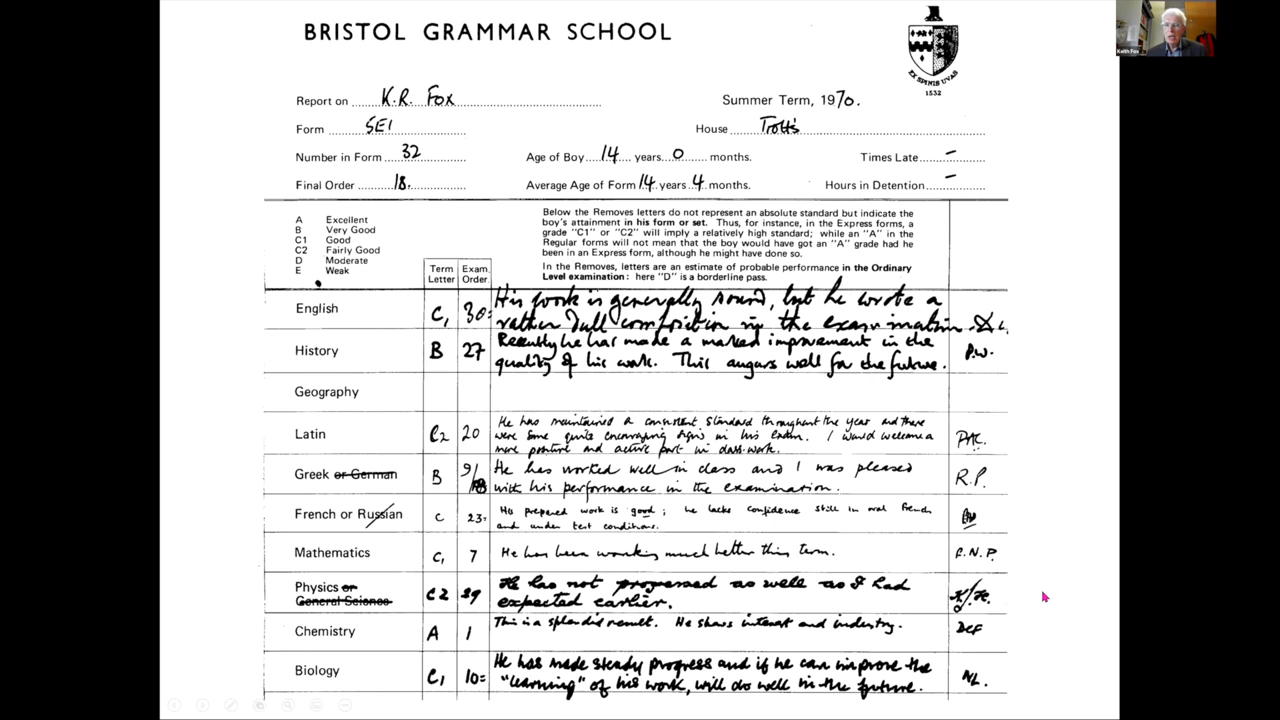 BRISTOL GRAMMAR SCHOOL
EX SPINIS UVAS
1532
Keith Fox
Report on K.R. Fox
Summer Term, 1970.
Form SE1
House Trott's
Number in Form 32
Age of Boy 14 years 0 months.
Times Late –
Final Order 18.
Average Age of Form 14 years 4 months.
Hours in Detention –
A Excellent
B Very Good
C1 Good
C2 Fairly Good
D Moderate
E Weak
Below the Removes letters do not represent an absolute standard but indicate the
boy's attainment in his form or set. Thus, for instance, in the Express forms, a
grade "C1" or "C2" will imply a relatively high standard; while an "A" in the
Regular forms will not mean that the boy would have got an "A" grade had he
been in an Express form, although he might have done so.
In the Removes, letters are an estimate of probable performance in the Ordinary
Level examination: here "D" is a borderline pass.
Term Letter
Exam. Order.
English C1 30= His work is generally sound, but he wrote a
rather dull composition in the examination
History B 27 Recently he has made a marked improvement in the
quality of his work. This augurs well for the future. P.W.
Geography
Latin C2 20 He has maintained a consistent standard throughout the year and there
were some quite encouraging signs in his exam. I would welcome a
more positive and active part in class-work. PAC.
Greek or German B 9/18 He has worked well in class and I was pleased
with his performance in the examination. R.P.
French or Russian C 23= His prepared work is good; he lacks confidence still in oral French
and under test conditions.
Mathematics C1 7 He has been working much better this term. R.N.P.
Physics or
General Science C2 29 He has not progressed as well as I had
expected earlier.
Chemistry A 1 This is a splendid result. He shows interest and industry. DCF
Biology C1 10= He has made steady progress and if he can improve the
"learning" of his work, will do well in the future. NL.